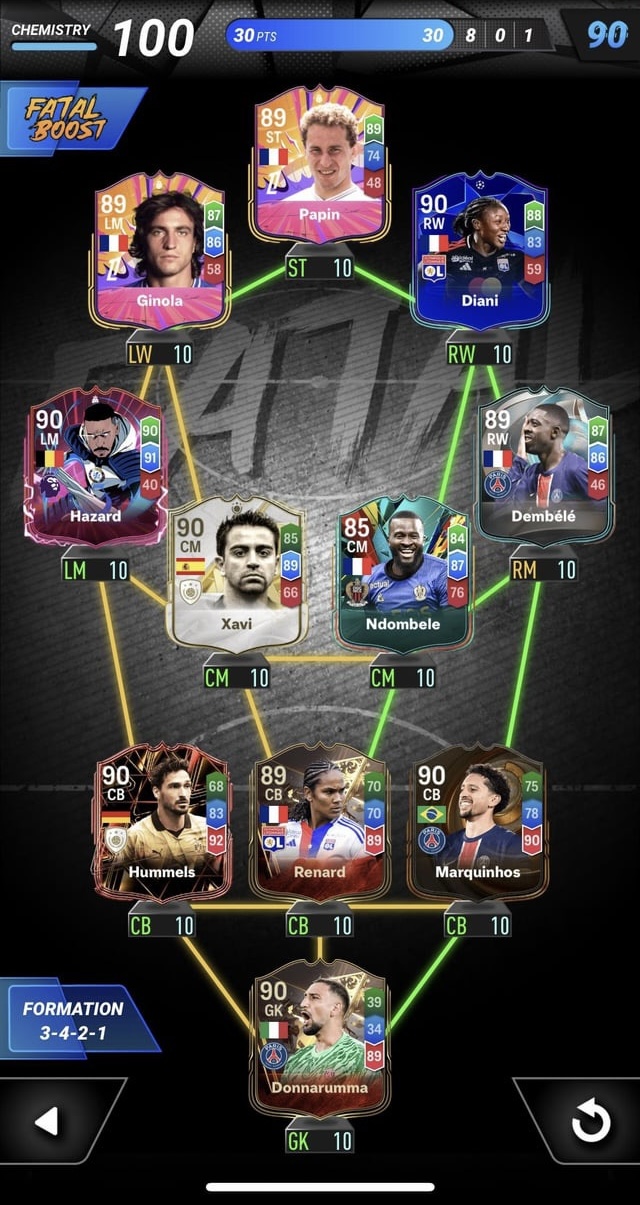 CHEMISTRY 100 30 PTS 30 8 0 1 90
FATAL
BOOST
89 ST 89 74 48
Papin
ST 10
89 LM 87 86 58
Ginola
LW 10
90 RW 88 83 59
OL
Diani
RW 10
90 LM 90 91 40
Hazard
LM 10
89 RW 87 86 46
Dembélé
RM 10
90 CM 85 89 66
Xavi
CM 10
85 CM 84 87 76
Ndombele
CM 10
90 CB 68 83 92
Hummels
CB 10
89 CB 70 70 89
OL
Renard
CB 10
90 CB 75 78 90
Marquinhos
CB 10
FORMATION
3-4-2-1
90 GK 39 34 89
Donnarumma
GK 10